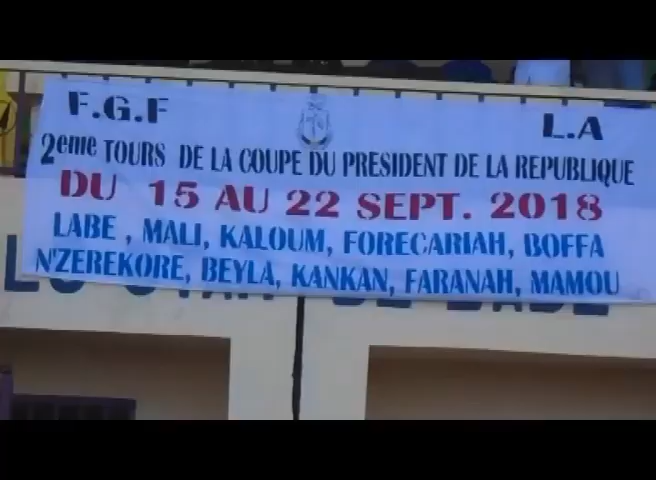 F.G.F L.A
2eme TOURS DE LA COUPE DU PRESIDENT DE LA REPUBLIQUE
DU 15 AU 22 SEPT. 2018
LABE , MALI, KALOUM, FORECARIAH, BOFFA
N'ZEREKORE, BEYLA, KANKAN, FARANAH, MAMOU